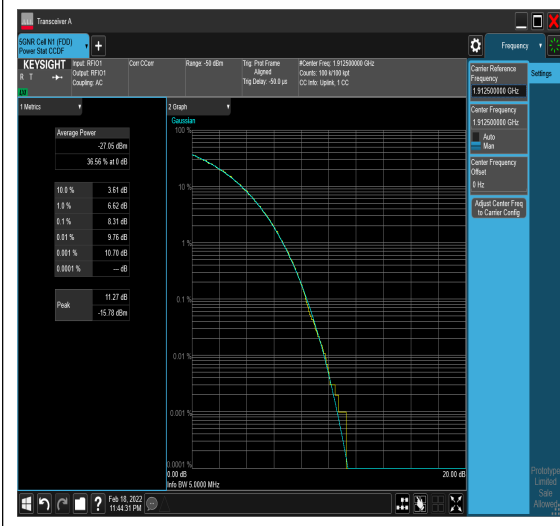 Transceiver A
5GNR Cell N1 (FDD)
Power Stat CCDF
Frequency
KEYSIGHT
R T
Input: RFIO1
Output: RFIO1
Coupling: AC
Corr CCorr
Range: -50 dBm
Trig: Prot Frame
Aligned
Trig Delay: -50.0 µs
#Center Freq: 1.912500000 GHz
Counts: 100 k/100 kpt
CC Info: Uplink, 1 CC
Carrier Reference
Frequency
1.912500000 GHz
Settings
Center Frequency
1.912500000 GHz
Auto
Man
Center Frequency
Offset
0 Hz
Adjust Center Freq
to Carrier Config
1 Metrics
Average Power
-27.05 dBm
36.56 % at 0 dB
10.0 % 3.61 dB
1.0 % 6.62 dB
0.1 % 8.31 dB
0.01 % 9.76 dB
0.001 % 10.70 dB
0.0001 % --- dB
Peak 11.27 dB
-15.78 dBm
2 Graph
Gaussian
100 %
10 %
1 %
0.1 %
0.01 %
0.001 %
0.0001 %
0.00 dB 20.00 dB
Info BW 5.0000 MHz
Feb 18, 2022
11:44:31 PM
Prototype
Limited
Sale
Allowed